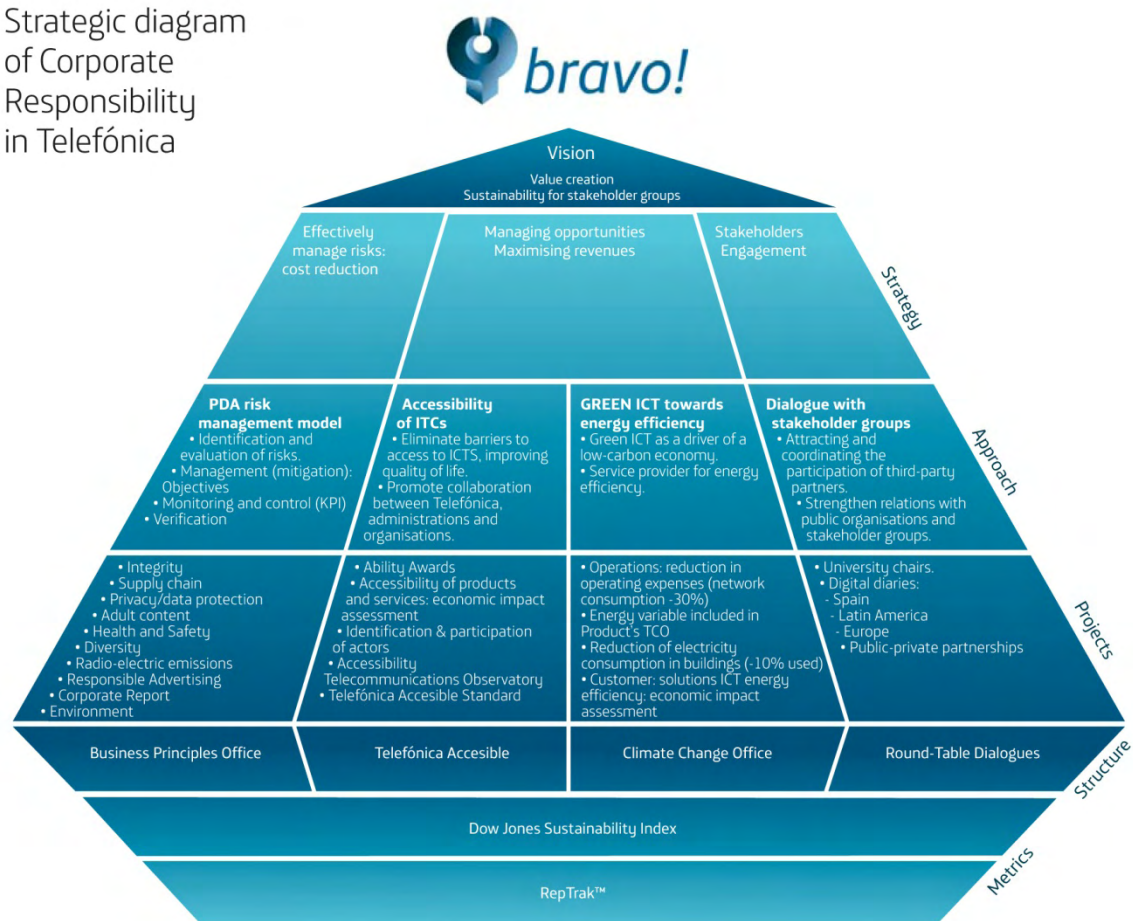 Strategic diagram
of Corporate
Responsibility
in Telefónica
bravo!
Vision
Value creation
Sustainability for stakeholder groups
Effectively
manage risks:
cost reduction
Managing opportunities
Maximising revenues
Stakeholders
Engagement
Strategy
PDA risk
management model
• Identification and
evaluation of risks.
• Management (mitigation):
Objectives
• Monitoring and control (KPI)
• Verification
Accessibility
of ITCs
• Eliminate barriers to
access to ICTS, improving
quality of life.
• Promote collaboration
between Telefónica,
administrations and
organisations.
GREEN ICT towards
energy efficiency
• Green ICT as a driver of a
low-carbon economy.
• Service provider for energy
efficiency.
Dialogue with
stakeholder groups
• Attracting and
coordinating the
participation of third-party
partners.
• Strengthen relations with
public organisations and
stakeholder groups.
Approach
• Integrity
• Supply chain
• Privacy/data protection
• Adult content
• Health and Safety
• Diversity
• Radio-electric emissions
• Responsible Advertising
• Corporate Report
• Environment
• Ability Awards
• Accessibility of products
and services: economic impact
assessment
• Identification & participation
of actors
• Accessibility
Telecommunications Observatory
• Telefónica Accesible Standard
• Operations: reduction in
operating expenses (network
consumption -30%)
• Energy variable included in
Product's TCO
• Reduction of electricity
consumption in buildings (-10% used)
• Customer: solutions ICT energy
efficiency: economic impact
assessment
• University chairs.
• Digital diaries:
- Spain
- Latin America
- Europe
• Public-private partnerships
Projects
Business Principles Office
Telefónica Accesible
Climate Change Office
Round-Table Dialogues
Structure
Dow Jones Sustainability Index
RepTrak™
Metrics